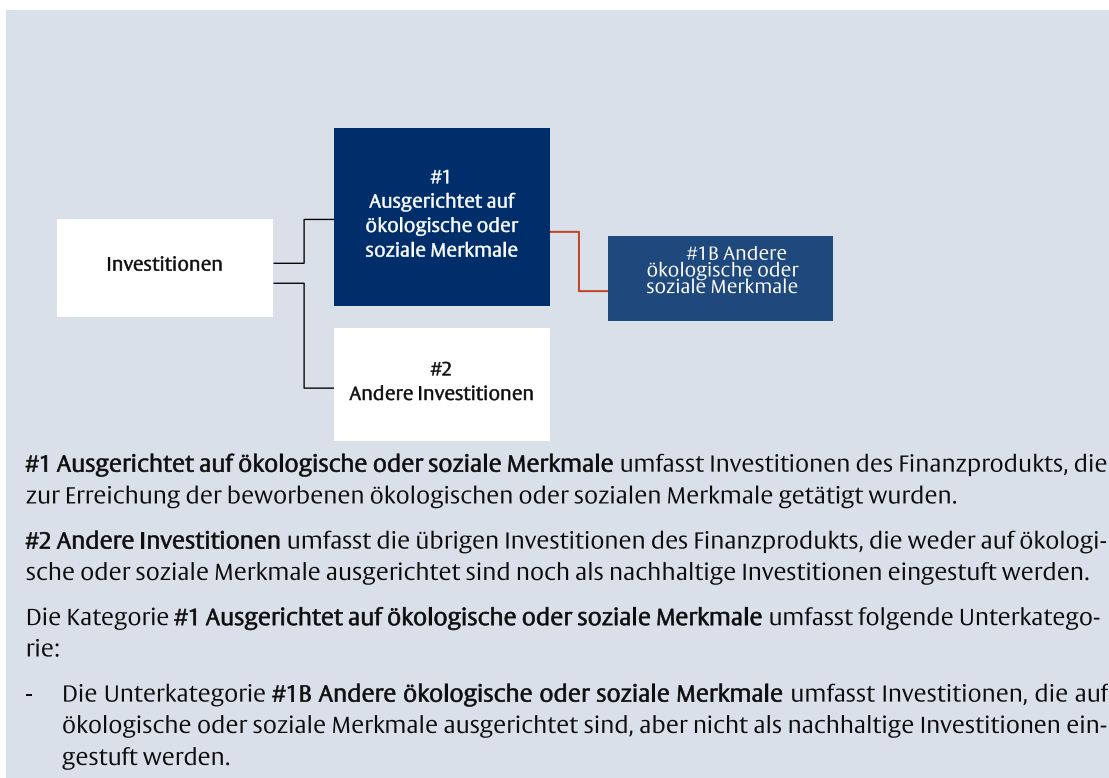 #1
Ausgerichtet auf
ökologische oder
soziale Merkmale
Investitionen
#1B Andere
ökologische oder
soziale Merkmale
#2
Andere Investitionen
#1 Ausgerichtet auf ökologische oder soziale Merkmale umfasst Investitionen des Finanzprodukts, die
zur Erreichung der beworbenen ökologischen oder sozialen Merkmale getätigt wurden.
#2 Andere Investitionen umfasst die übrigen Investitionen des Finanzprodukts, die weder auf ökologi-
sche oder soziale Merkmale ausgerichtet sind noch als nachhaltige Investitionen eingestuft werden.
Die Kategorie #1 Ausgerichtet auf ökologische oder soziale Merkmale umfasst folgende Unterkatego-
rie:
- Die Unterkategorie #1B Andere ökologische oder soziale Merkmale umfasst Investitionen, die auf
ökologische oder soziale Merkmale ausgerichtet sind, aber nicht als nachhaltige Investitionen ein-
gestuft werden.